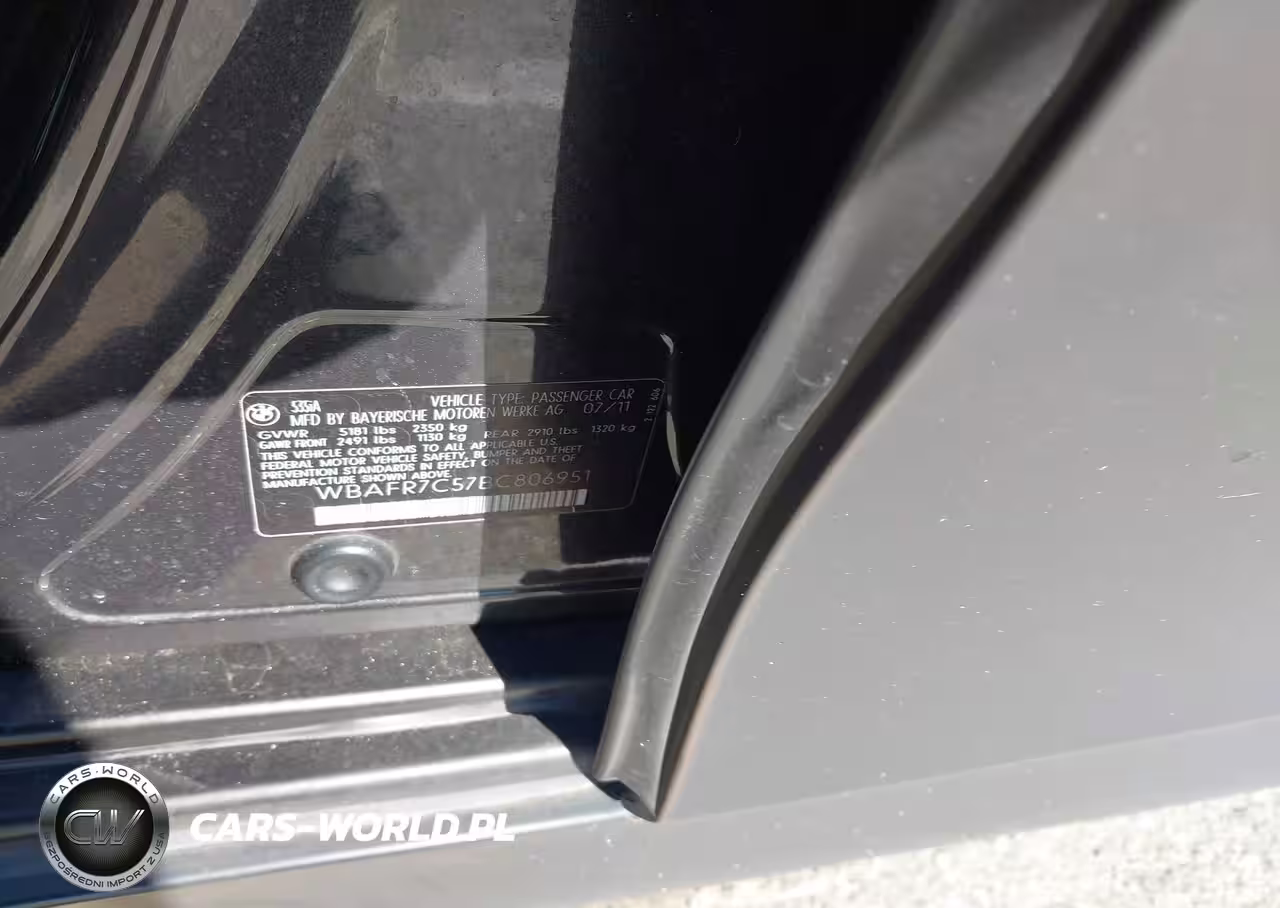 535iA
VEHICLE TYPE: PASSENGER CAR
MFD BY BAYERISCHE MOTOREN WERKE AG 07/11
GVWR 5181 lbs 2350 kg
GAWR FRONT 2491 lbs 1130 kg REAR 2910 lbs 1320 kg
THIS VEHICLE CONFORMS TO ALL APPLICABLE U.S.
FEDERAL MOTOR VEHICLE SAFETY, BUMPER AND THEFT
PREVENTION STANDARDS IN EFFECT ON THE DATE OF
MANUFACTURE SHOWN ABOVE.
WBAFR7C57BC806951
CARS-WORLD
CW
BEZPOŚREDNI IMPORT Z USA
CARS-WORLD.PL